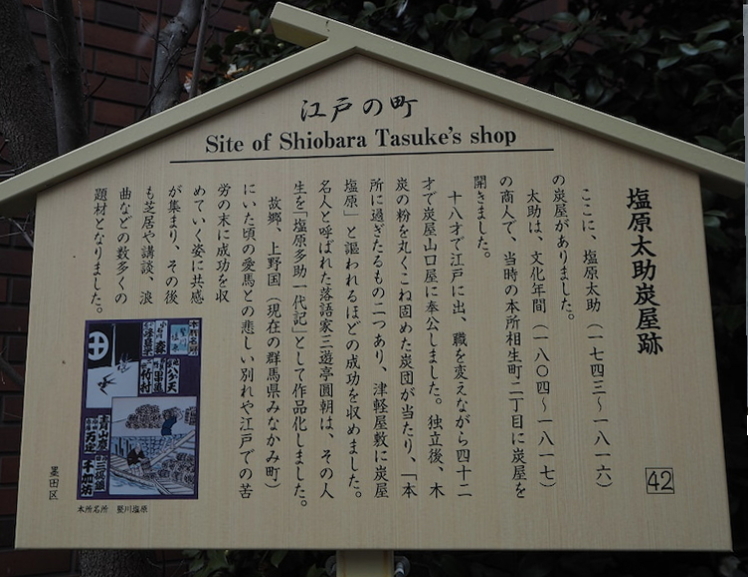 江戸の町
Site of Shiobara Tasuke's shop
塩原太助炭屋跡
ここに、塩原太助（一七四三～一八一六）
の炭屋がありました。
太助は、文化年間（一八〇四～一八一七）
の商人で、当時の本所相生町二丁目に炭屋を
開きました。
十八才で江戸に出、職を変えながら四十二
才で炭屋山口屋に奉公しました。独立後、木
炭の粉を丸くこね固めた炭団が当たり、「本
所に過ぎたるもの二つあり、津軽屋敷に炭屋
塩原」と謳われるほどの成功を収めました。
名人と呼ばれた落語家三遊亭圓朝は、その人
生を「塩原多助一代記」として作品化しました。
故郷、上野国（現在の群馬県みなかみ町）
にいた頃の愛馬との悲しい別れや江戸での苦
労の末に成功を収
めていく姿に共感
が集まり、その後
も芝居や講談、浪
曲などの数多くの
題材となりました。
42
本所名所　竪川塩原
墨田区